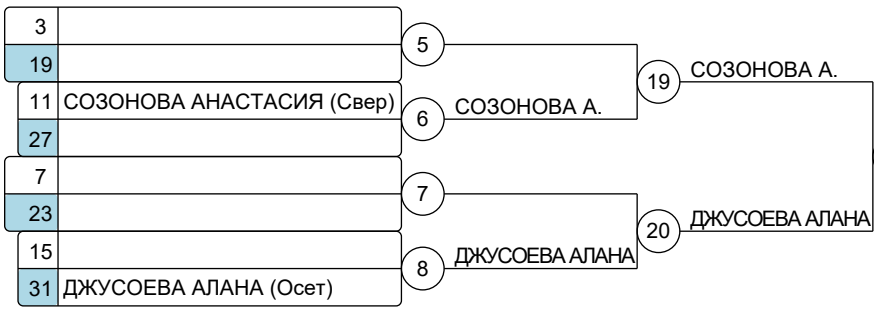 3
5
19
19 СОЗОНОВА А.
11 СОЗОНОВА АНАСТАСИЯ (Свер)
6 СОЗОНОВА А.
27
7
7
23
20 ДЖУСОЕВА АЛАНА
15
8 ДЖУСОЕВА АЛАНА
31 ДЖУСОЕВА АЛАНА (Осет)